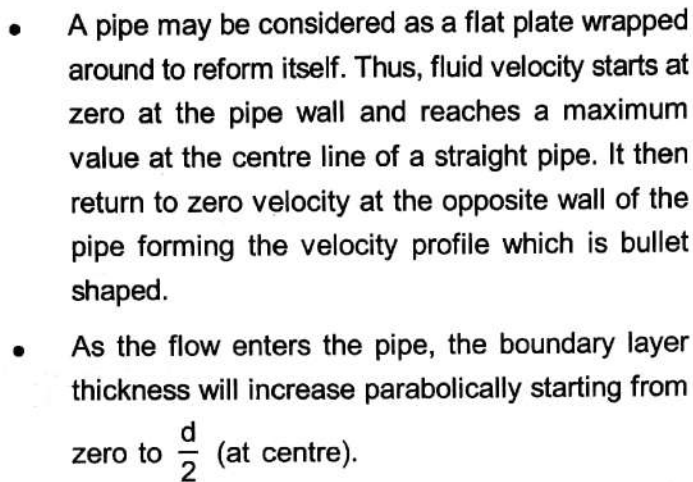 • A pipe may be considered as a flat plate wrapped
around to reform itself. Thus, fluid velocity starts at
zero at the pipe wall and reaches a maximum
value at the centre line of a straight pipe. It then
return to zero velocity at the opposite wall of the
pipe forming the velocity profile which is bullet
shaped.
• As the flow enters the pipe, the boundary layer
thickness will increase parabolically starting from
zero to d/2 (at centre).